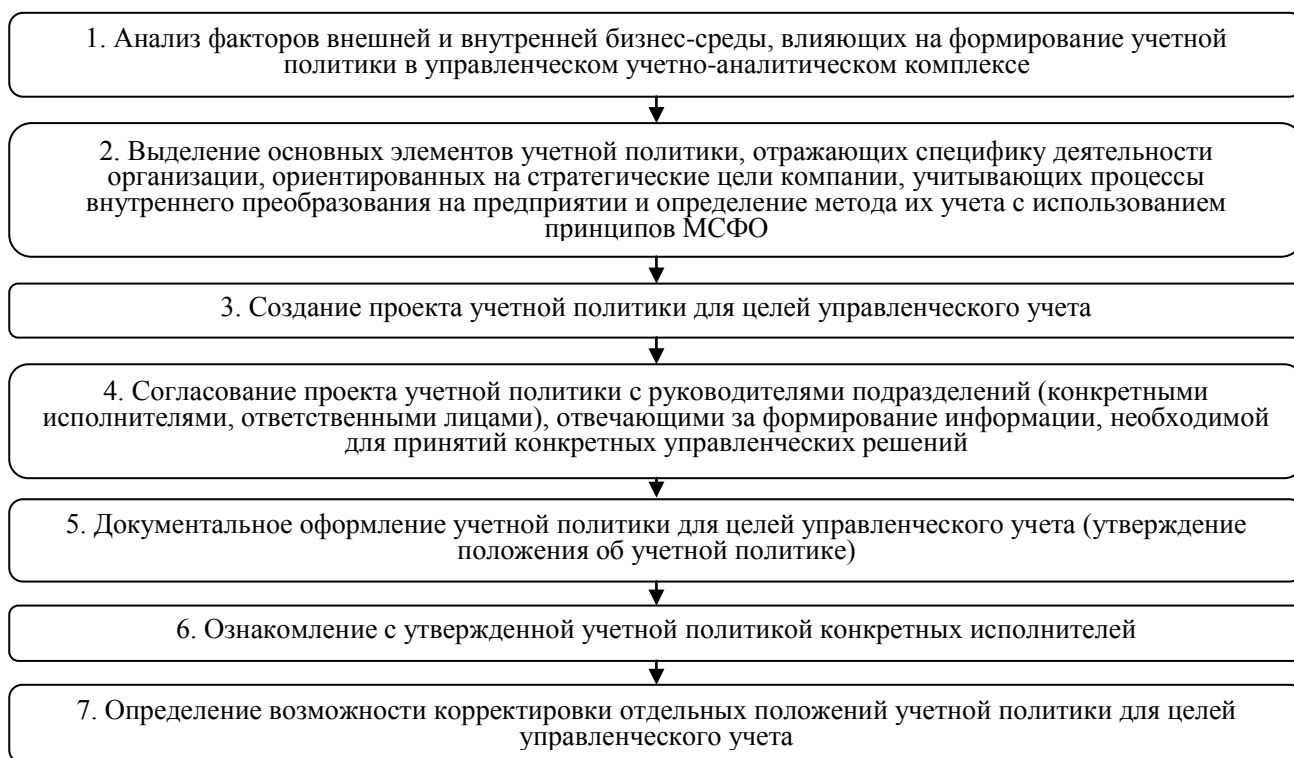 1. Анализ факторов внешней и внутренней бизнес-среды, влияющих на формирование учетной
политики в управленческом учетно-аналитическом комплексе
2. Выделение основных элементов учетной политики, отражающих специфику деятельности
организации, ориентированных на стратегические цели компании, учитывающих процессы
внутреннего преобразования на предприятии и определение метода их учета с использованием
принципов МСФО
3. Создание проекта учетной политики для целей управленческого учета
4. Согласование проекта учетной политики с руководителями подразделений (конкретными
исполнителями, ответственными лицами), отвечающими за формирование информации, необходимой
для принятий конкретных управленческих решений
5. Документальное оформление учетной политики для целей управленческого учета (утверждение
положения об учетной политике)
6. Ознакомление с утвержденной учетной политикой конкретных исполнителей
7. Определение возможности корректировки отдельных положений учетной политики для целей
управленческого учета